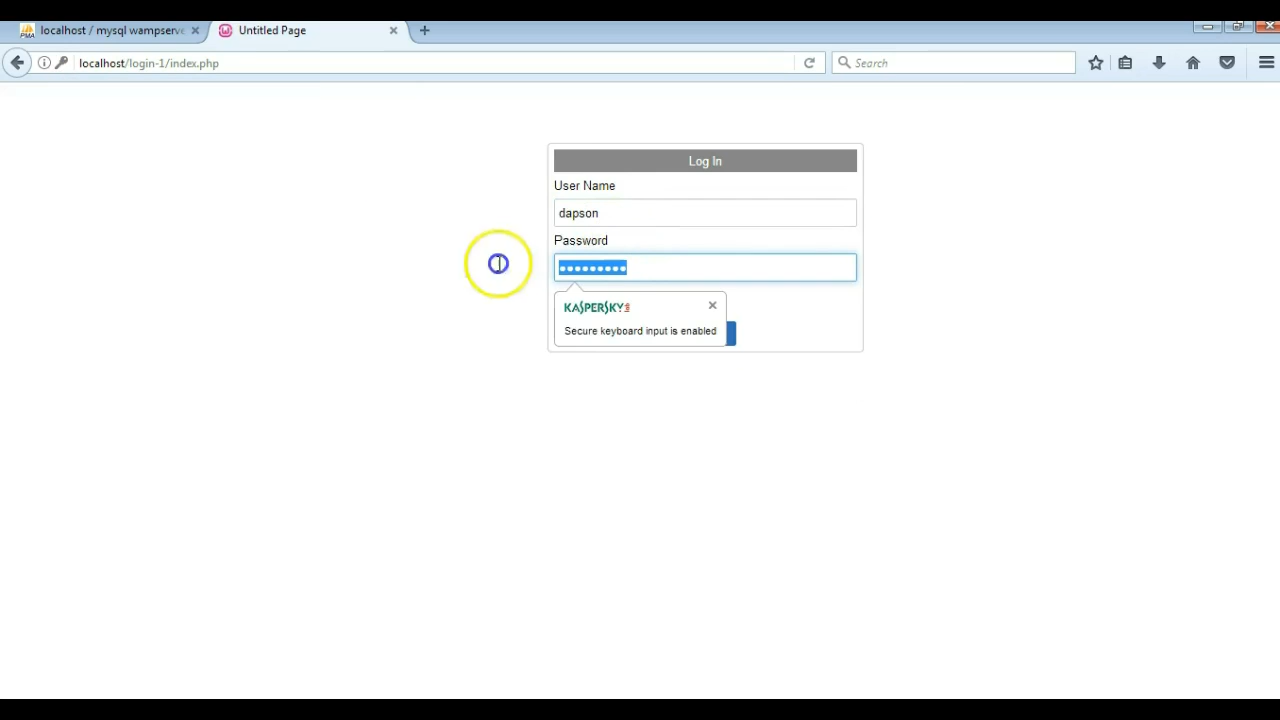 localhost / mysql wampserve
Untitled Page
localhost/login-1/index.php
Search
Log In
User Name
dapson
Password
•••••••••
KASPERSKY
Secure keyboard input is enabled